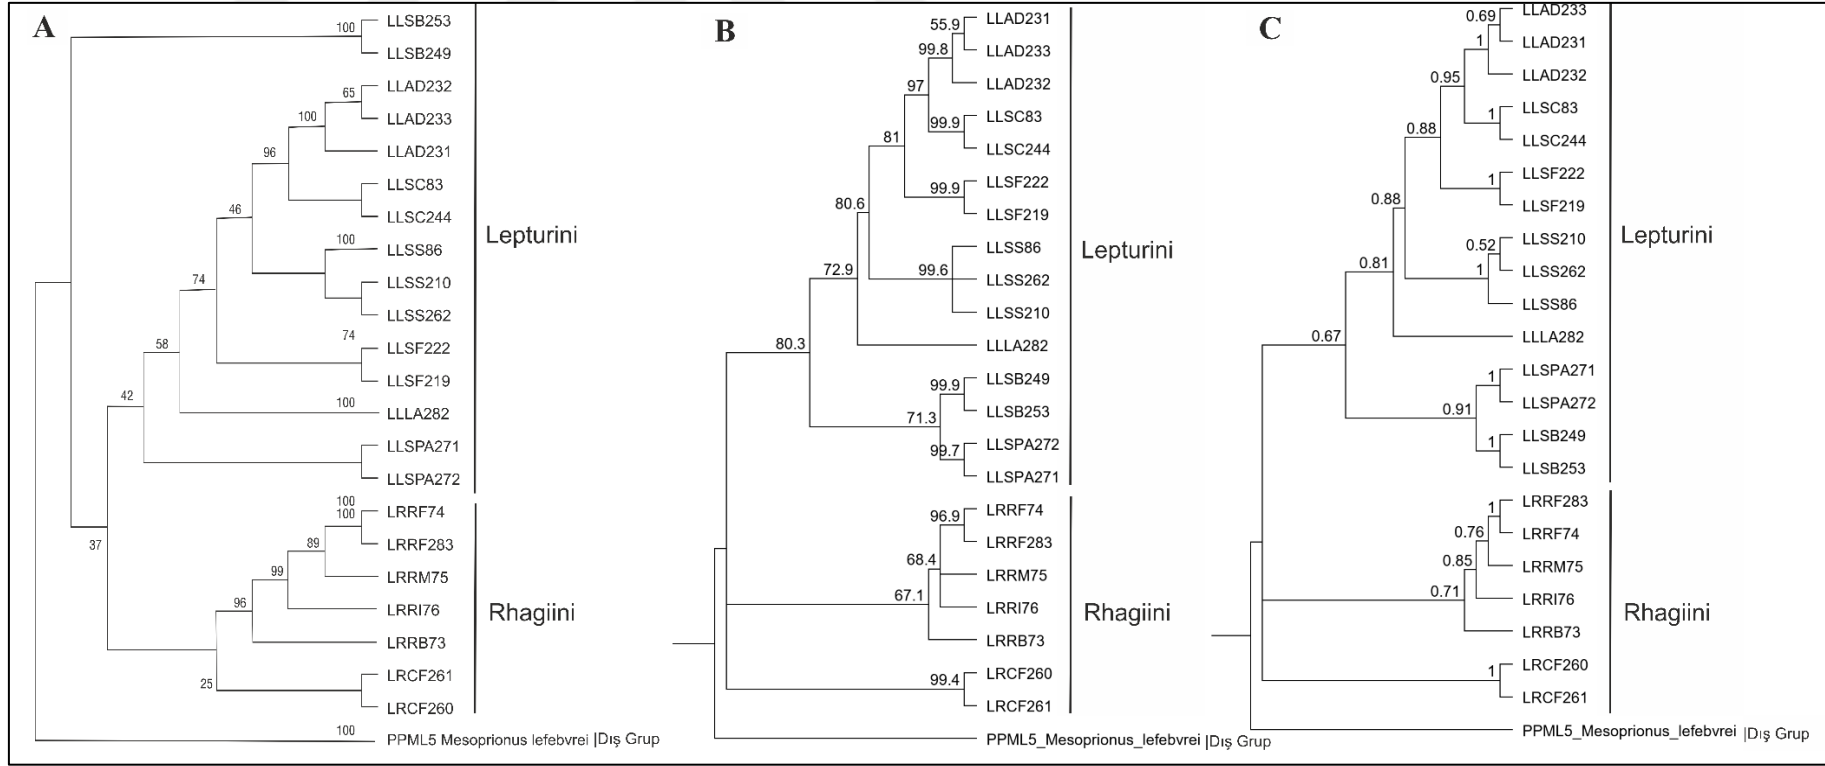 A
100
LLSB253
LLSB249
LLAD232
65
LLAD233
100
LLAD231
96
LLSC83
LLSC244
46
100
LLSS86
LLSS210
74
LLSS262
74
LLSF222
58
LLSF219
42
100
LLLA282
LLSPA271
LLSPA272
Lepturini
100
100
LRRF74
37
89
LRRF283
99
LRRM75
96
LRRI76
LRRB73
LRCF261
25
LRCF260
Rhagiini
100
PPML5 Mesoprionus lefebvrei |Dış Grup
B
55.9
LLAD231
99.8
LLAD233
97
LLAD232
99.9
LLSC83
81
LLSC244
99.9
LLSF222
80.6
LLSF219
LLSS86
72.9
99.6
LLSS262
LLSS210
80.3
LLLA282
99.9
LLSB249
71.3
LLSB253
99.7
LLSPA272
LLSPA271
Lepturini
96.9
LRRF74
68.4
LRRF283
67.1
LRRM75
LRRI76
LRRB73
99.4
LRCF260
LRCF261
Rhagiini
PPML5_Mesoprionus_lefebvrei |Dış Grup
C
0.69
LLAD233
1
LLAD231
0.95
LLAD232
1
LLSC83
0.88
LLSC244
1
LLSF222
0.88
LLSF219
0.52
LLSS210
0.81
1
LLSS262
LLSS86
0.67
LLLA282
1
LLSPA271
0.91
LLSPA272
1
LLSB249
LLSB253
Lepturini
1
LRRF283
0.76
LRRF74
0.85
LRRM75
0.71
LRRI76
LRRB73
1
LRCF260
LRCF261
Rhagiini
PPML5_Mesoprionus_lefebvrei |Dış Grup